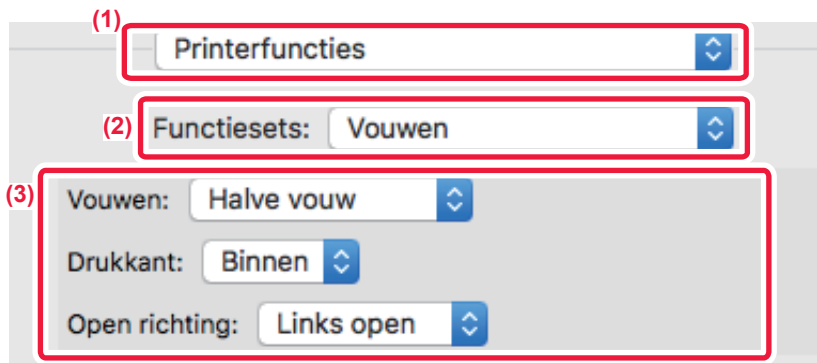 (1)
Printerfuncties
(2) Functiesets: Vouwen
(3)
Vouwen: Halve vouw
Drukkant: Binnen
Open richting: Links open